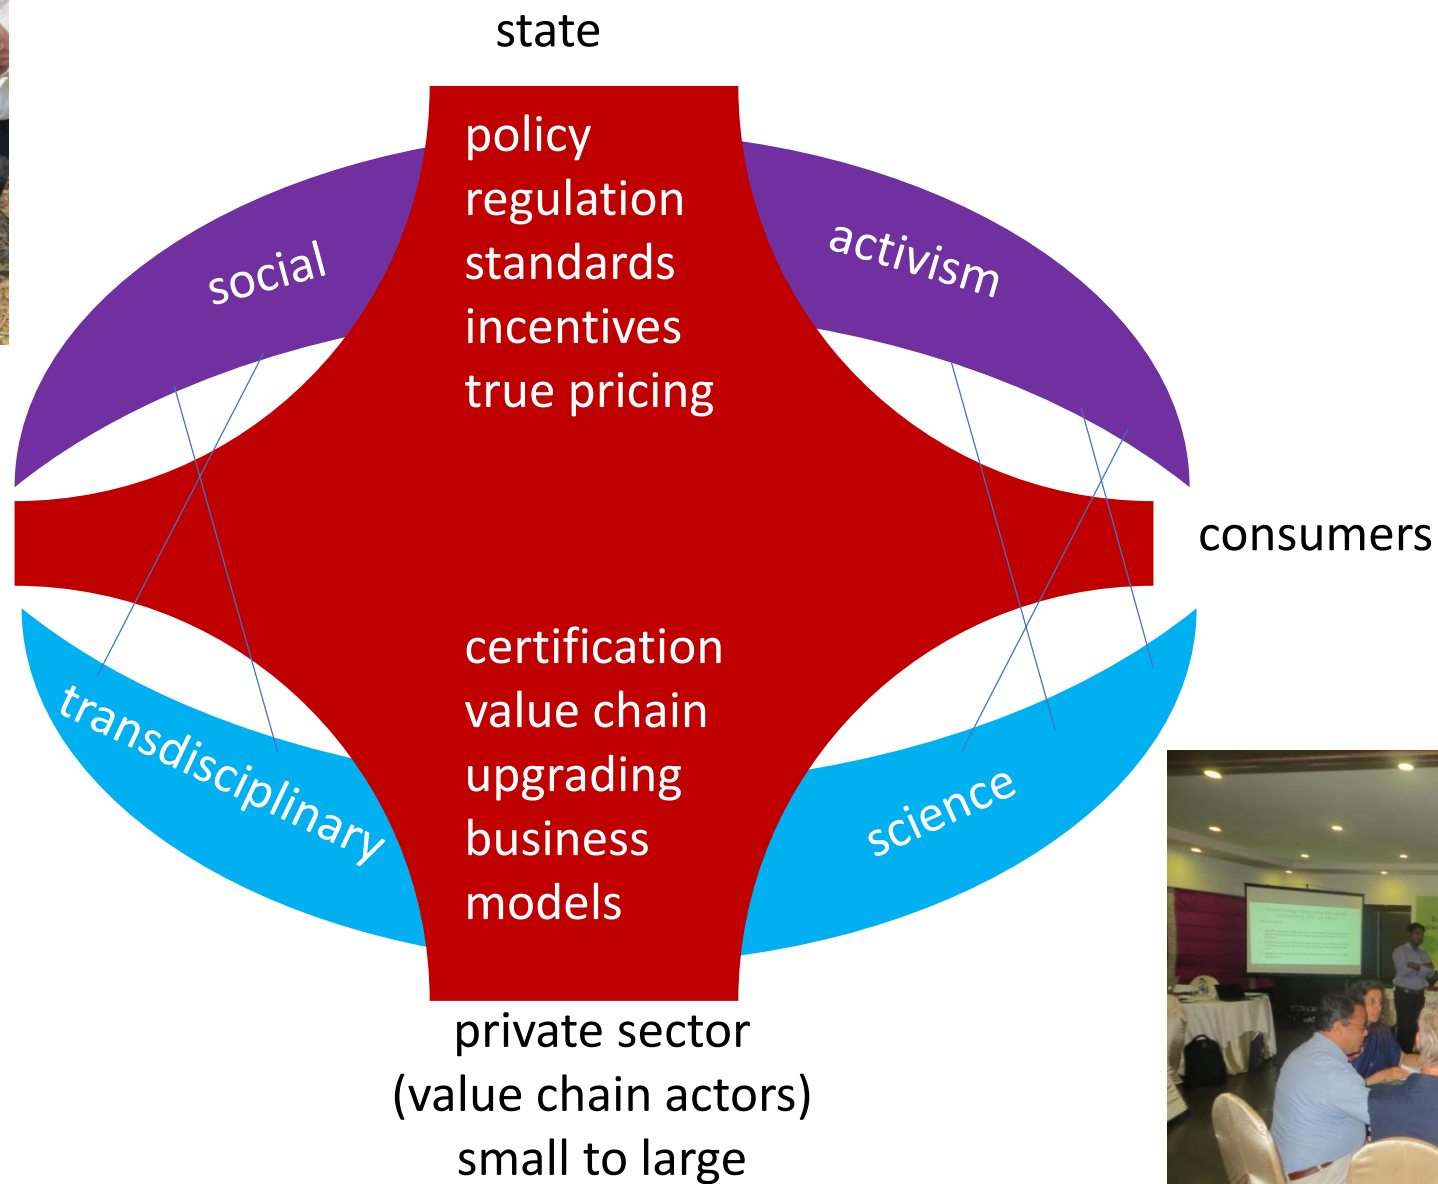 state
policy
regulation
standards
incentives
true pricing
social
activism
consumers
certification
value chain
upgrading
business
models
transdisciplinary
science
private sector
(value chain actors)
small to large